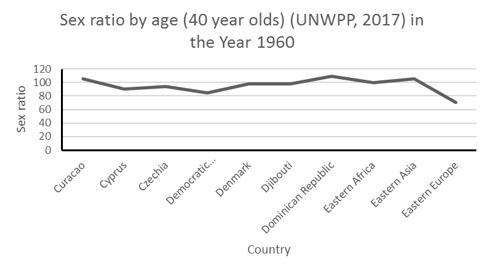 Sex ratio by age (40 year olds) (UNWPP, 2017) in
the Year 1960
120
100
80
60
40
20
0
Sex ratio
Curacao
Cyprus
Czechia
Democratic...
Denmark
Djibouti
Dominican Republic
Eastern Africa
Eastern Asia
Eastern Europe
Country